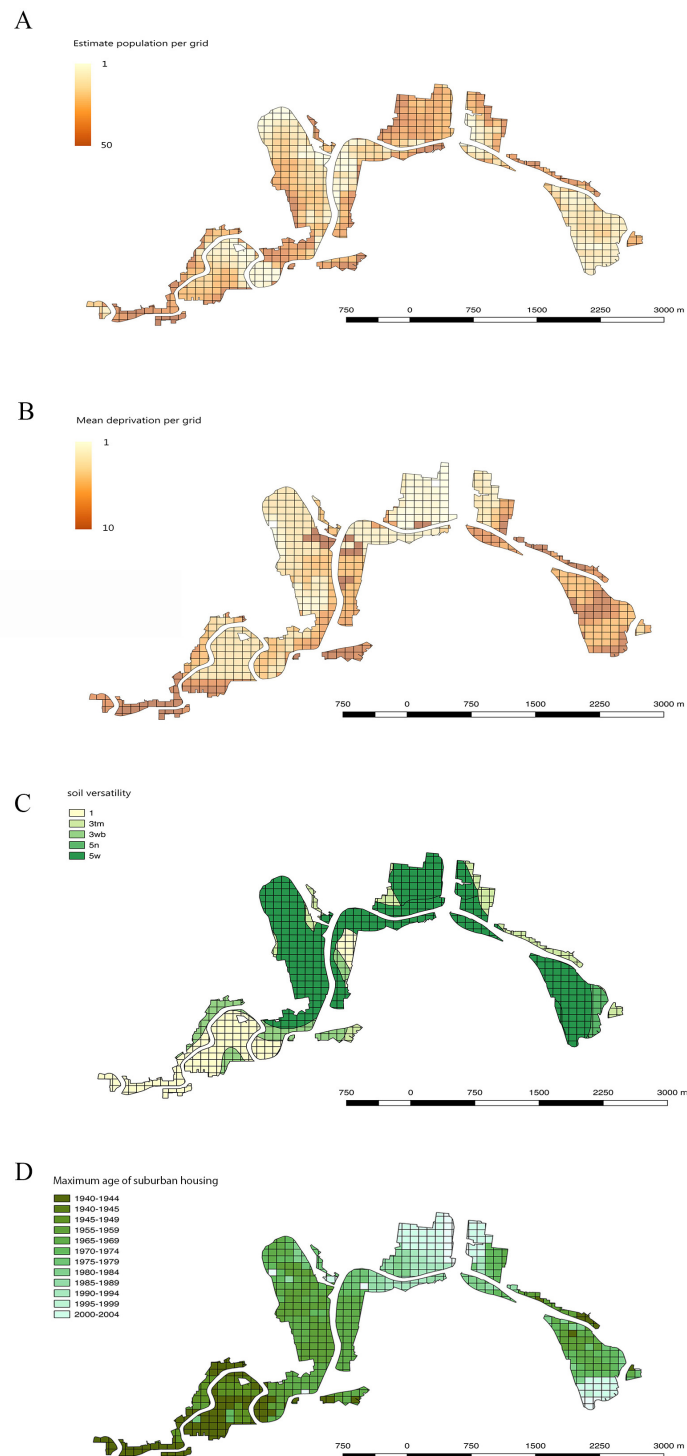 A
Estimate population per grid
1
50
750 0 750 1500 2250 3000 m
B
Mean deprivation per grid
1
10
750 0 750 1500 2250 3000 m
C
soil versatility
1
3tm
3wb
5n
5w
750 0 750 1500 2250 3000 m
D
Maximum age of suburban housing
1940-1944
1940-1945
1945-1949
1955-1959
1965-1969
1970-1974
1975-1979
1980-1984
1985-1989
1990-1994
1995-1999
2000-2004
750 0 750 1500 2250 3000 m